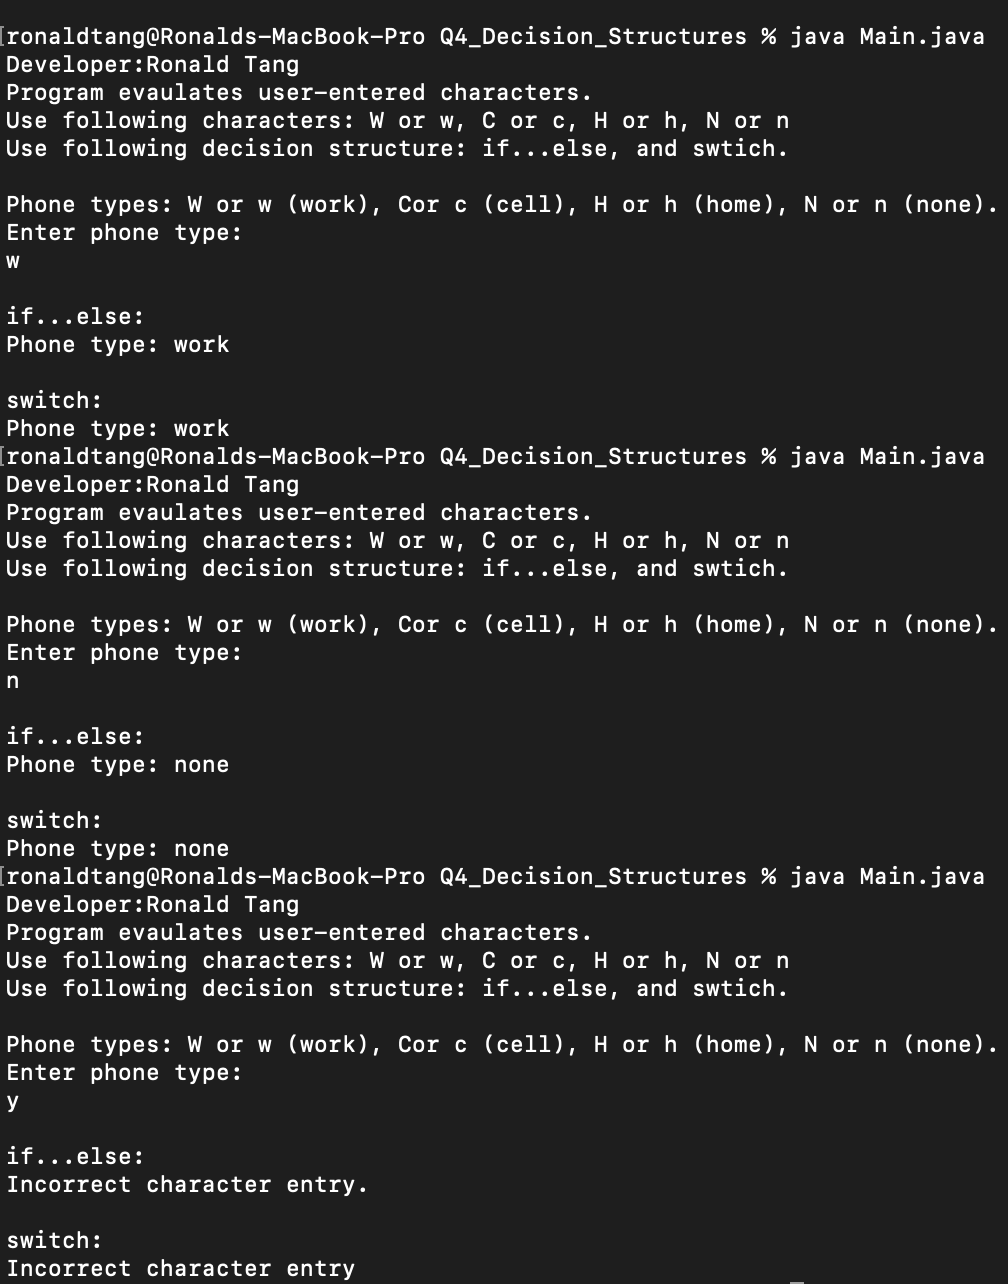 [ronaldtang@Ronalds-MacBook-Pro Q4_Decision_Structures % java Main.java
Developer:Ronald Tang
Program evaulates user-entered characters.
Use following characters: W or w, C or c, H or h, N or n
Use following decision structure: if...else, and swtich.

Phone types: W or w (work), Cor c (cell), H or h (home), N or n (none).
Enter phone type:
w

if...else:
Phone type: work

switch:
Phone type: work
[ronaldtang@Ronalds-MacBook-Pro Q4_Decision_Structures % java Main.java
Developer:Ronald Tang
Program evaulates user-entered characters.
Use following characters: W or w, C or c, H or h, N or n
Use following decision structure: if...else, and swtich.

Phone types: W or w (work), Cor c (cell), H or h (home), N or n (none).
Enter phone type:
n

if...else:
Phone type: none

switch:
Phone type: none
[ronaldtang@Ronalds-MacBook-Pro Q4_Decision_Structures % java Main.java
Developer:Ronald Tang
Program evaulates user-entered characters.
Use following characters: W or w, C or c, H or h, N or n
Use following decision structure: if...else, and swtich.

Phone types: W or w (work), Cor c (cell), H or h (home), N or n (none).
Enter phone type:
y

if...else:
Incorrect character entry.

switch:
Incorrect character entry